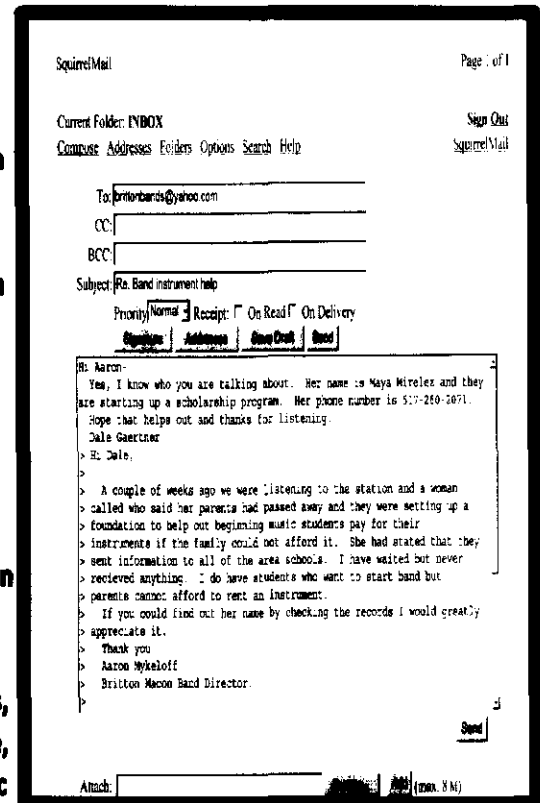 SquirrelMail Page 1 of 1
Current Folder: INBOX Sign Out
Compose Addresses Folders Options Search Help SquirrelMail
To: brittonbands@yahoo.com
CC:
BCC:
Subject: Re. Band instrument help
Priority Normal Receipt: On Read On Delivery
Signature Addresses Save Draft Send
Hi Aaron-
Yes, I know who you are talking about. Her name is Maya Mirelez and they
are starting up a scholarship program. Her phone number is
Hope that helps out and thanks for listening.
Dale Gaertner
> Hi Dale,
>
> A couple of weeks ago we were listening to the station and a woman
> called who said her parents had passed away and they were setting up a
> foundation to help out beginning music students pay for their
> instruments if the family could not afford it. She had stated that they
> sent information to all of the area schools. I have waited but never
> recieved anything. I do have students who want to start band but
> parents cannot afford to rent an instrument.
> If you could find out her name by checking the records I would greatly
> appreciate it.
> Thank you
> Aaron Wykeloff
> Britton Macon Band Director.
>
Send
Attach: Add (max. 8 M)